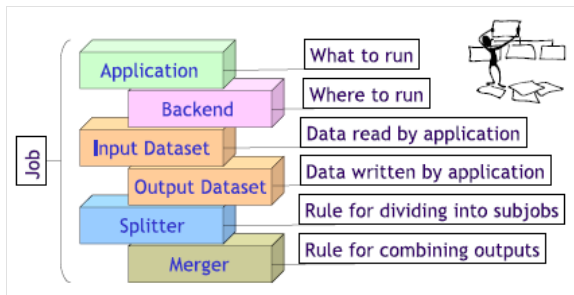 Job
Application
What to run
Backend
Where to run
Input Dataset
Data read by application
Output Dataset
Data written by application
Splitter
Rule for dividing into subjobs
Merger
Rule for combining outputs